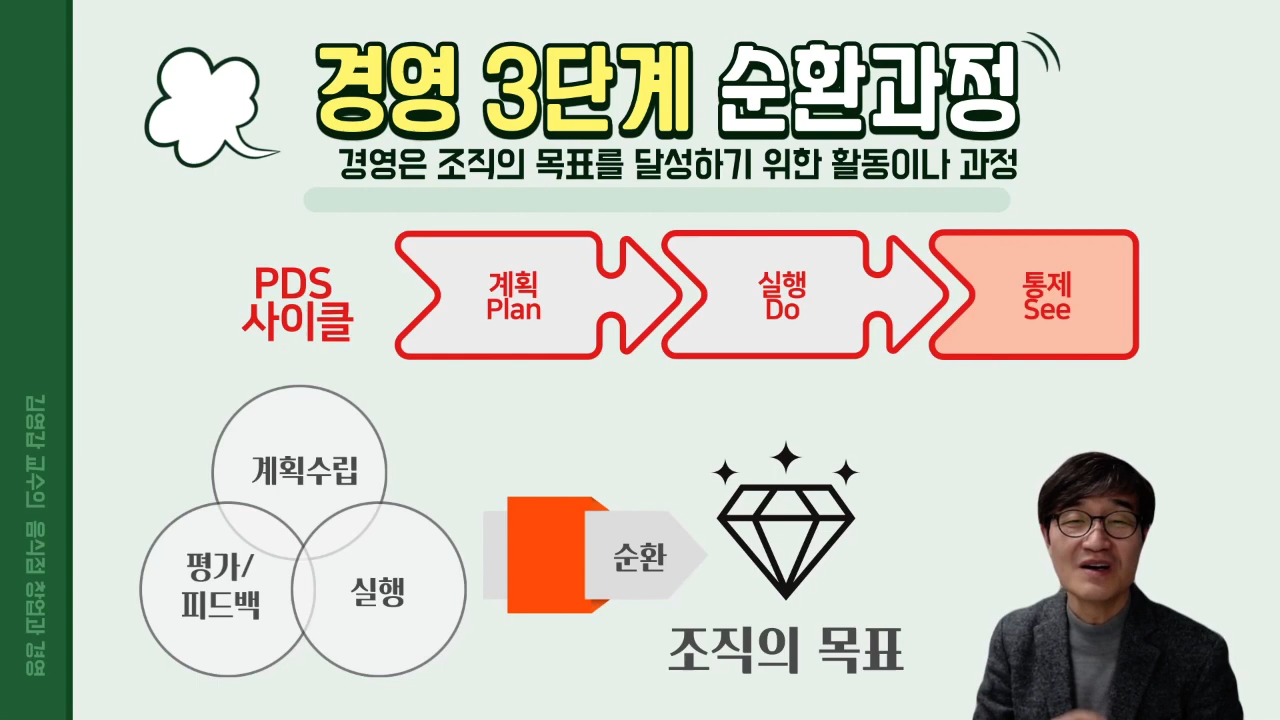 경영 3단계 순환과정
경영은 조직의 목표를 달성하기 위한 활동이나 과정
PDS
사이클
계획
Plan
실행
Do
통제
See
계획수립
평가/
피드백
실행
순환
조직의 목표
김영갑 교수의 음식점 창업과 경영